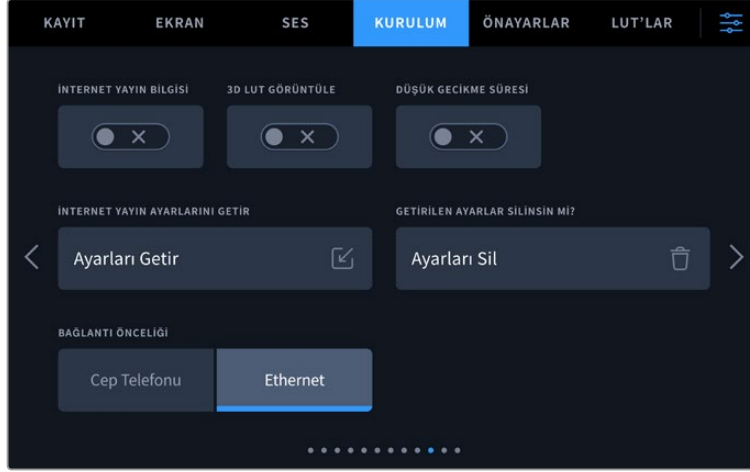 KAYIT EKRAN SES KURULUM ÖNAYARLAR LUT'LAR
İNTERNET YAYIN BİLGİSİ 3D LUT GÖRÜNTÜLE DÜŞÜK GECİKME SÜRESİ
İNTERNET YAYIN AYARLARINI GETİR GETİRİLEN AYARLAR SİLİNSİN Mİ?
Ayarları Getir Ayarları Sil
BAĞLANTI ÖNCELİĞİ
Cep Telefonu Ethernet